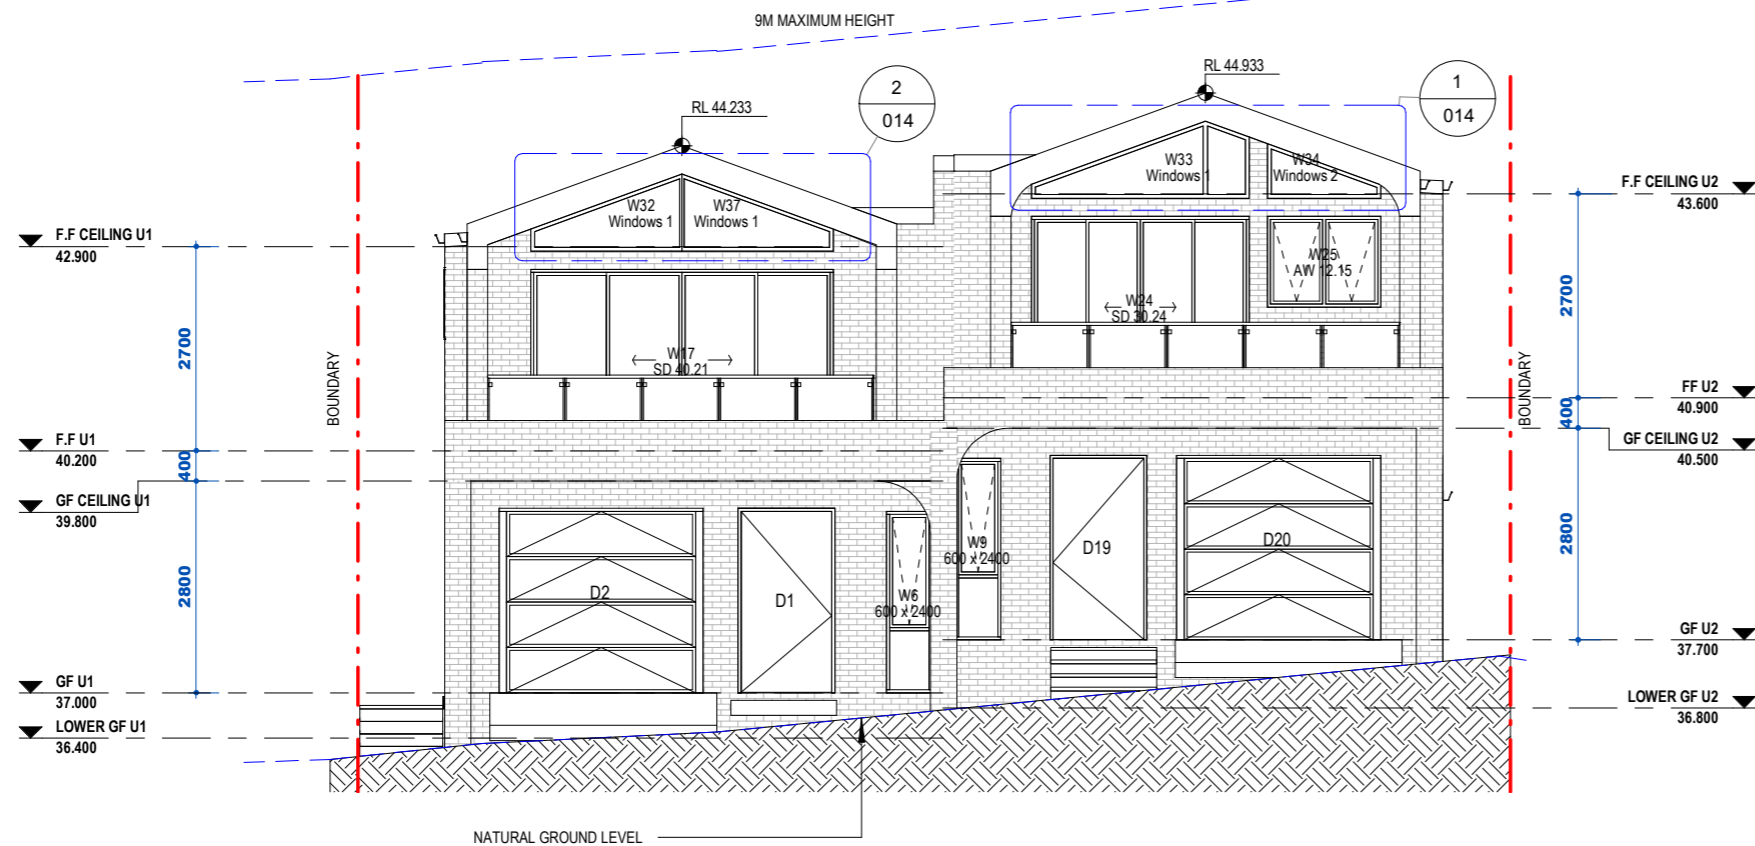 9M MAXIMUM HEIGHT
RL 44.233
2
014
RL 44.933
1
014
W32
Windows 1
W37
Windows 1
W33
Windows 1
W34
Windows 2
F.F CEILING U1
42.900
F.F CEILING U2
43.600
W25
AW 12.15
W24
SD 30.24
W17
SD 40.21
2700
2700
BOUNDARY
BOUNDARY
FF U2
40.900
400
GF CEILING U2
40.500
F.F U1
40.200
400
GF CEILING U1
39.800
2800
2800
D2
D1
W6
600 x 2400
W9
600 x 2400
D19
D20
GF U2
37.700
GF U1
37.000
LOWER GF U2
36.800
LOWER GF U1
36.400
NATURAL GROUND LEVEL